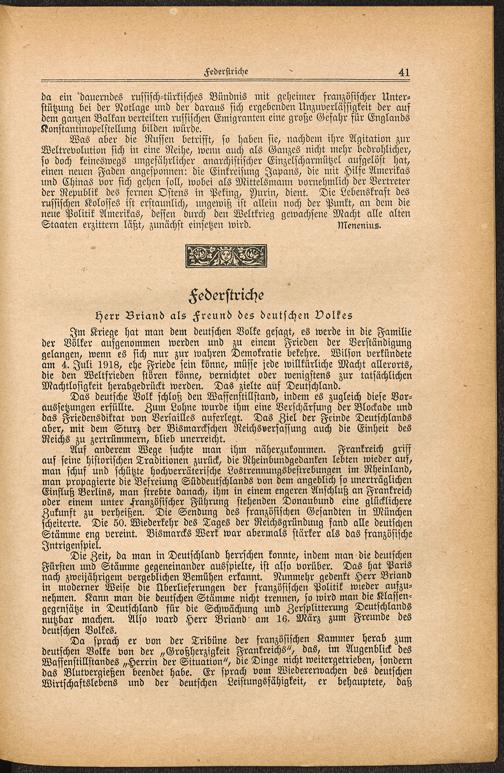 Federstriche 41
da ein dauerndes russisch-türkisches Bündnis mit geheimer französischer Unter-
stützung bei der Notlage und der daraus sich ergebenden Unzuverlässigkeit der auf
dem ganzen Balkan verteilten russischen Emigranten eine große Gefahr für Englands
Konstantinopelstellung bilden würde.
Was aber die Russen betrifft, so haben sie, nachdem ihre Agitation zur
Weltrevolution sich in eine Reihe, wenn auch als Ganzes nicht mehr bedrohlicher,
so doch keineswegs ungefährlicher anarchistischer Einzelscharmützel aufgelöst hat,
einen neuen Faden angesponnen: die Einkreisung Japans, die mit Hilfe Amerikas
und Chinas vor sich gehen soll, wobei als Mittelsmann vornehmlich der Vertreter
der Republik des fernen Ostens in Peking, Yurin, dient. Die Lebenskraft des
russischen Kolosses ist erstaunlich, ungewiß ist allein noch der Punkt, an dem die
neue Politik Amerikas, dessen durch den Weltkrieg gewachsene Macht alle alten
Staaten erzittern läßt, zunächst einsetzen wird. Menenius.
Federstriche
Herr Briand als Freund des deutschen Volkes
Im Kriege hat man dem deutschen Volke gesagt, es werde in die Familie
der Völker aufgenommen werden und zu einem Frieden der Verständigung
gelangen, wenn es sich nur zur wahren Demokratie bekehre. Wilson verkündete
am 4. Juli 1918, ehe Friede sein könne, müsse jede willkürliche Macht allerorts,
die den Weltfrieden stören könne, vernichtet oder wenigstens zur tatsächlichen
Machtlosigkeit herabgedrückt werden. Das zielte auf Deutschland.
Das deutsche Volk schloß den Waffenstillstand, indem es zugleich diese Vor-
aussetzungen erfüllte. Zum Lohne wurde ihm eine Verschärfung der Blockade und
das Friedensdiktat von Versailles auferlegt. Das Ziel der Feinde Deutschlands
aber, mit dem Sturz der Bismarckschen Reichsverfassung auch die Einheit des
Reichs zu zertrümmern, blieb unerreicht.
Auf anderem Wege suchte man ihm näherzukommen. Frankreich griff
auf seine historischen Traditionen zurück, die Rheinbundgedanken lebten wieder auf,
man schuf und schützte hochverräterische Lostrennungsbestrebungen im Rheinland,
man propagierte die Befreiung Süddeutschlands von dem angeblich so unerträglichen
Einfluß Berlins, man strebte danach, ihm in einem engeren Anschluß an Frankreich
oder einem unter französischer Führung stehenden Donaubund eine glücklichere
Zukunft zu verheißen. Die Sendung des französischen Gesandten in München
scheiterte. Die 50. Wiederkehr des Tages der Reichsgründung fand alle deutschen
Stämme eng vereint. Bismarcks Werk war abermals stärker als das französische
Intrigenspiel.
Die Zeit, da man in Deutschland herrschen konnte, indem man die deutschen
Fürsten und Stämme gegeneinander ausspielte, ist also vorüber. Das hat Paris
nach zweijährigem vergeblichen Bemühen erkannt. Nunmehr gedenkt Herr Briand
in moderner Weise die Überlieferungen der französischen Politik wieder aufzu-
nehmen. Kann man die deutschen Stämme nicht trennen, so wird man die Klassen-
gegensätze in Deutschland für die Schwächung und Zersplitterung Deutschlands
nutzbar machen. Also ward Herr Briand am 16. März zum Freunde des
deutschen Volkes.
Da sprach er von der Tribüne der französischen Kammer herab zum
deutschen Volke von der „Großherzigkeit Frankreichs“, das, im Augenblick des
Waffenstillstandes „Herrin der Situation“, die Dinge nicht weitergetrieben, sondern
das Blutvergießen beendet habe. Er sprach vom Wiedererwachen des deutschen
Wirtschaftslebens und der deutschen Leistungsfähigkeit, er behauptete, daß